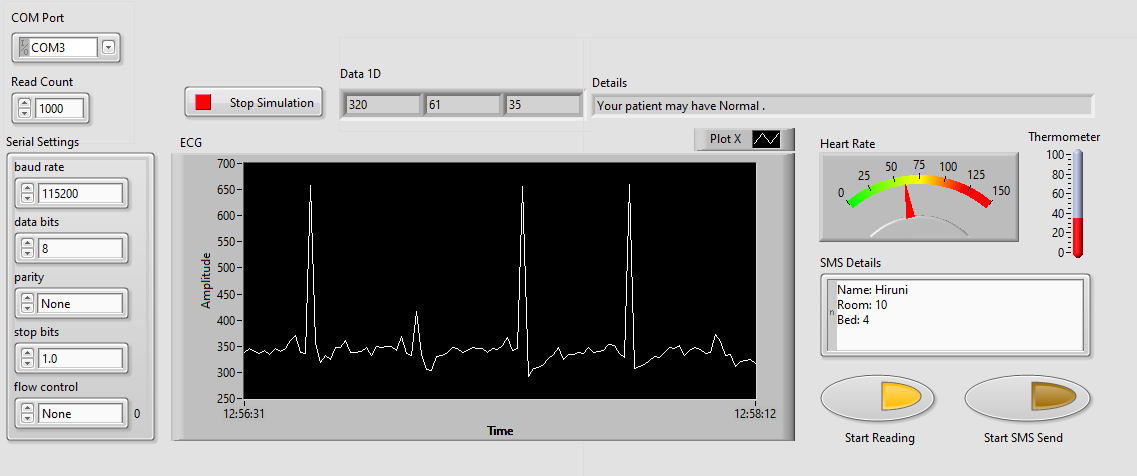 COM Port
COM3
Read Count
1000
Serial Settings
baud rate
115200
data bits
8
parity
None
stop bits
1.0
flow control
None 0
Stop Simulation
Data 1D
320 61 35
Details
Your patient may have Normal .
ECG
Plot X
700
650
600
550
500
450
400
350
300
250
Amplitude
12:56:31 12:58:12
Time
Heart Rate
0 25 50 75 100 125 150
Thermometer
100
80
60
40
20
0
SMS Details
Name: Hiruni
Room: 10
Bed: 4
Start Reading
Start SMS Send